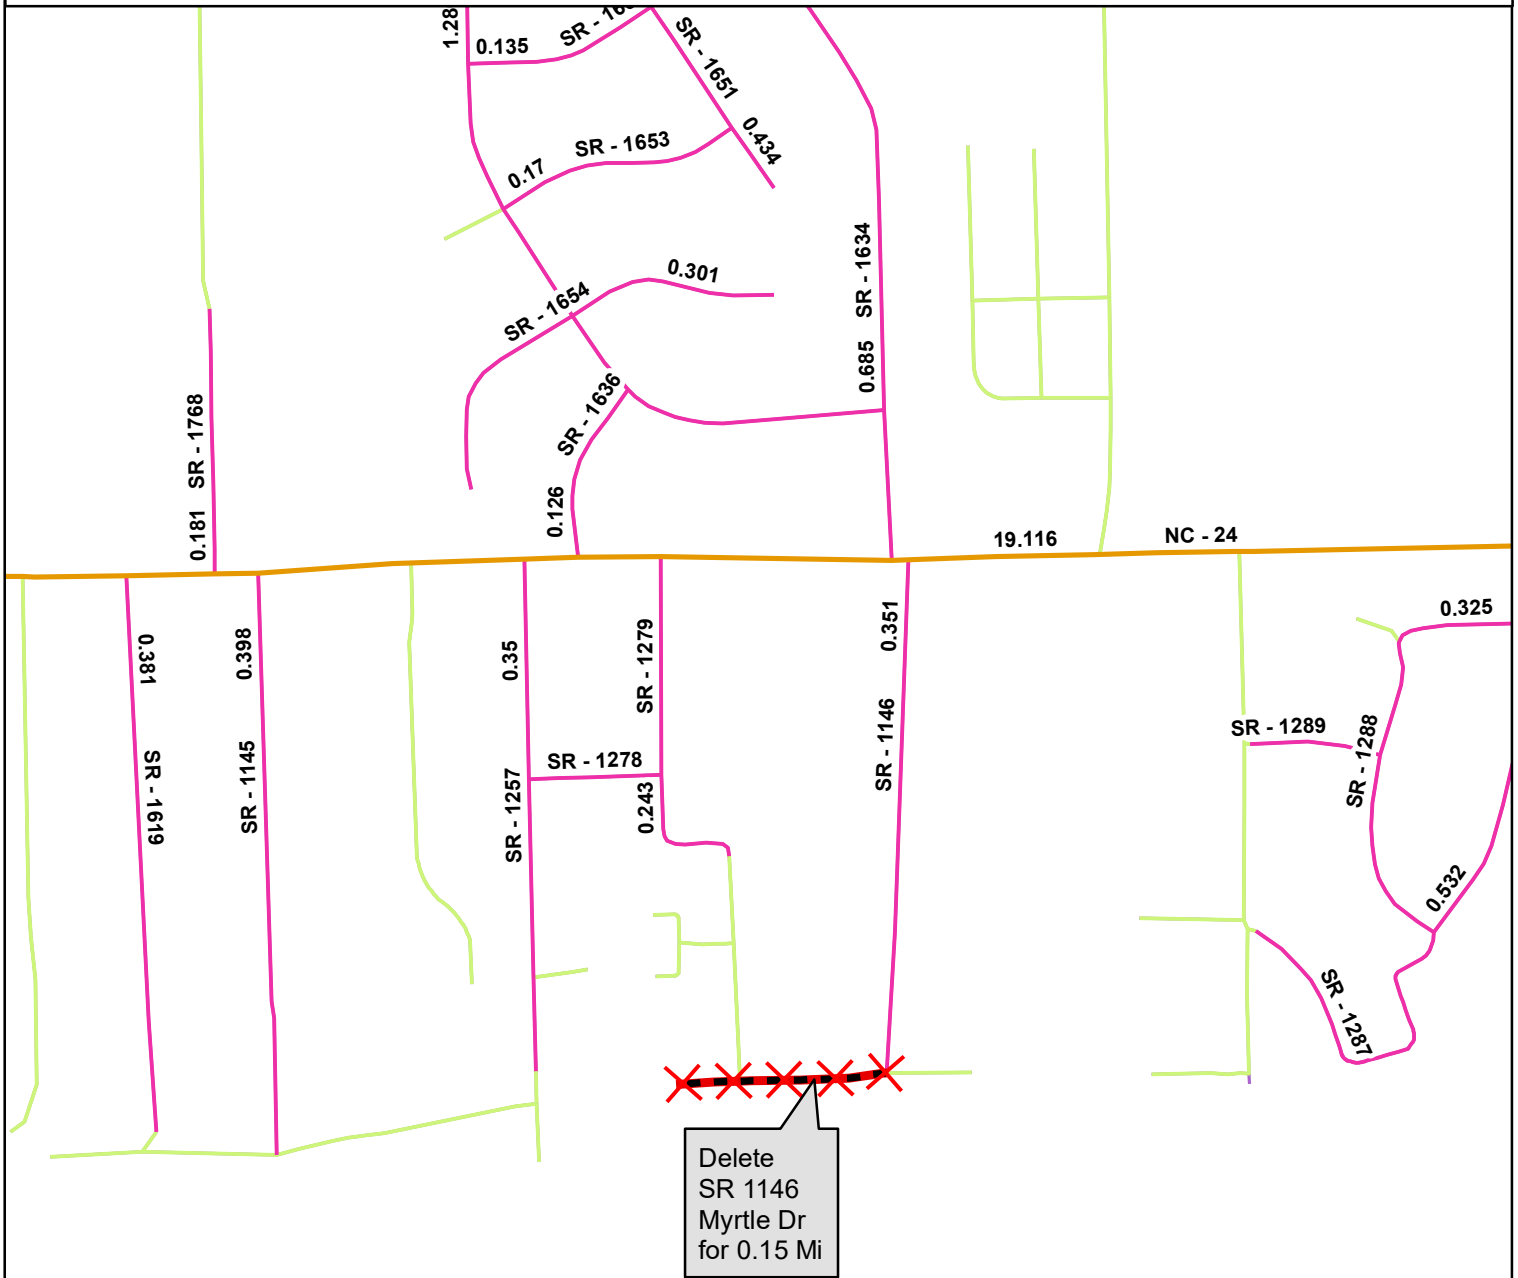 1.28
0.135
SR - 1651
0.434
SR - 1653
0.17
0.301
SR - 1654
SR - 1634
0.685
SR - 1636
0.126
SR - 1768
0.181
19.116
NC - 24
0.381
SR - 1619
0.398
SR - 1145
0.35
SR - 1257
SR - 1279
SR - 1278
0.243
0.351
SR - 1146
0.325
SR - 1289
SR - 1288
0.532
SR - 1287
Delete
SR 1146
Myrtle Dr
for 0.15 Mi